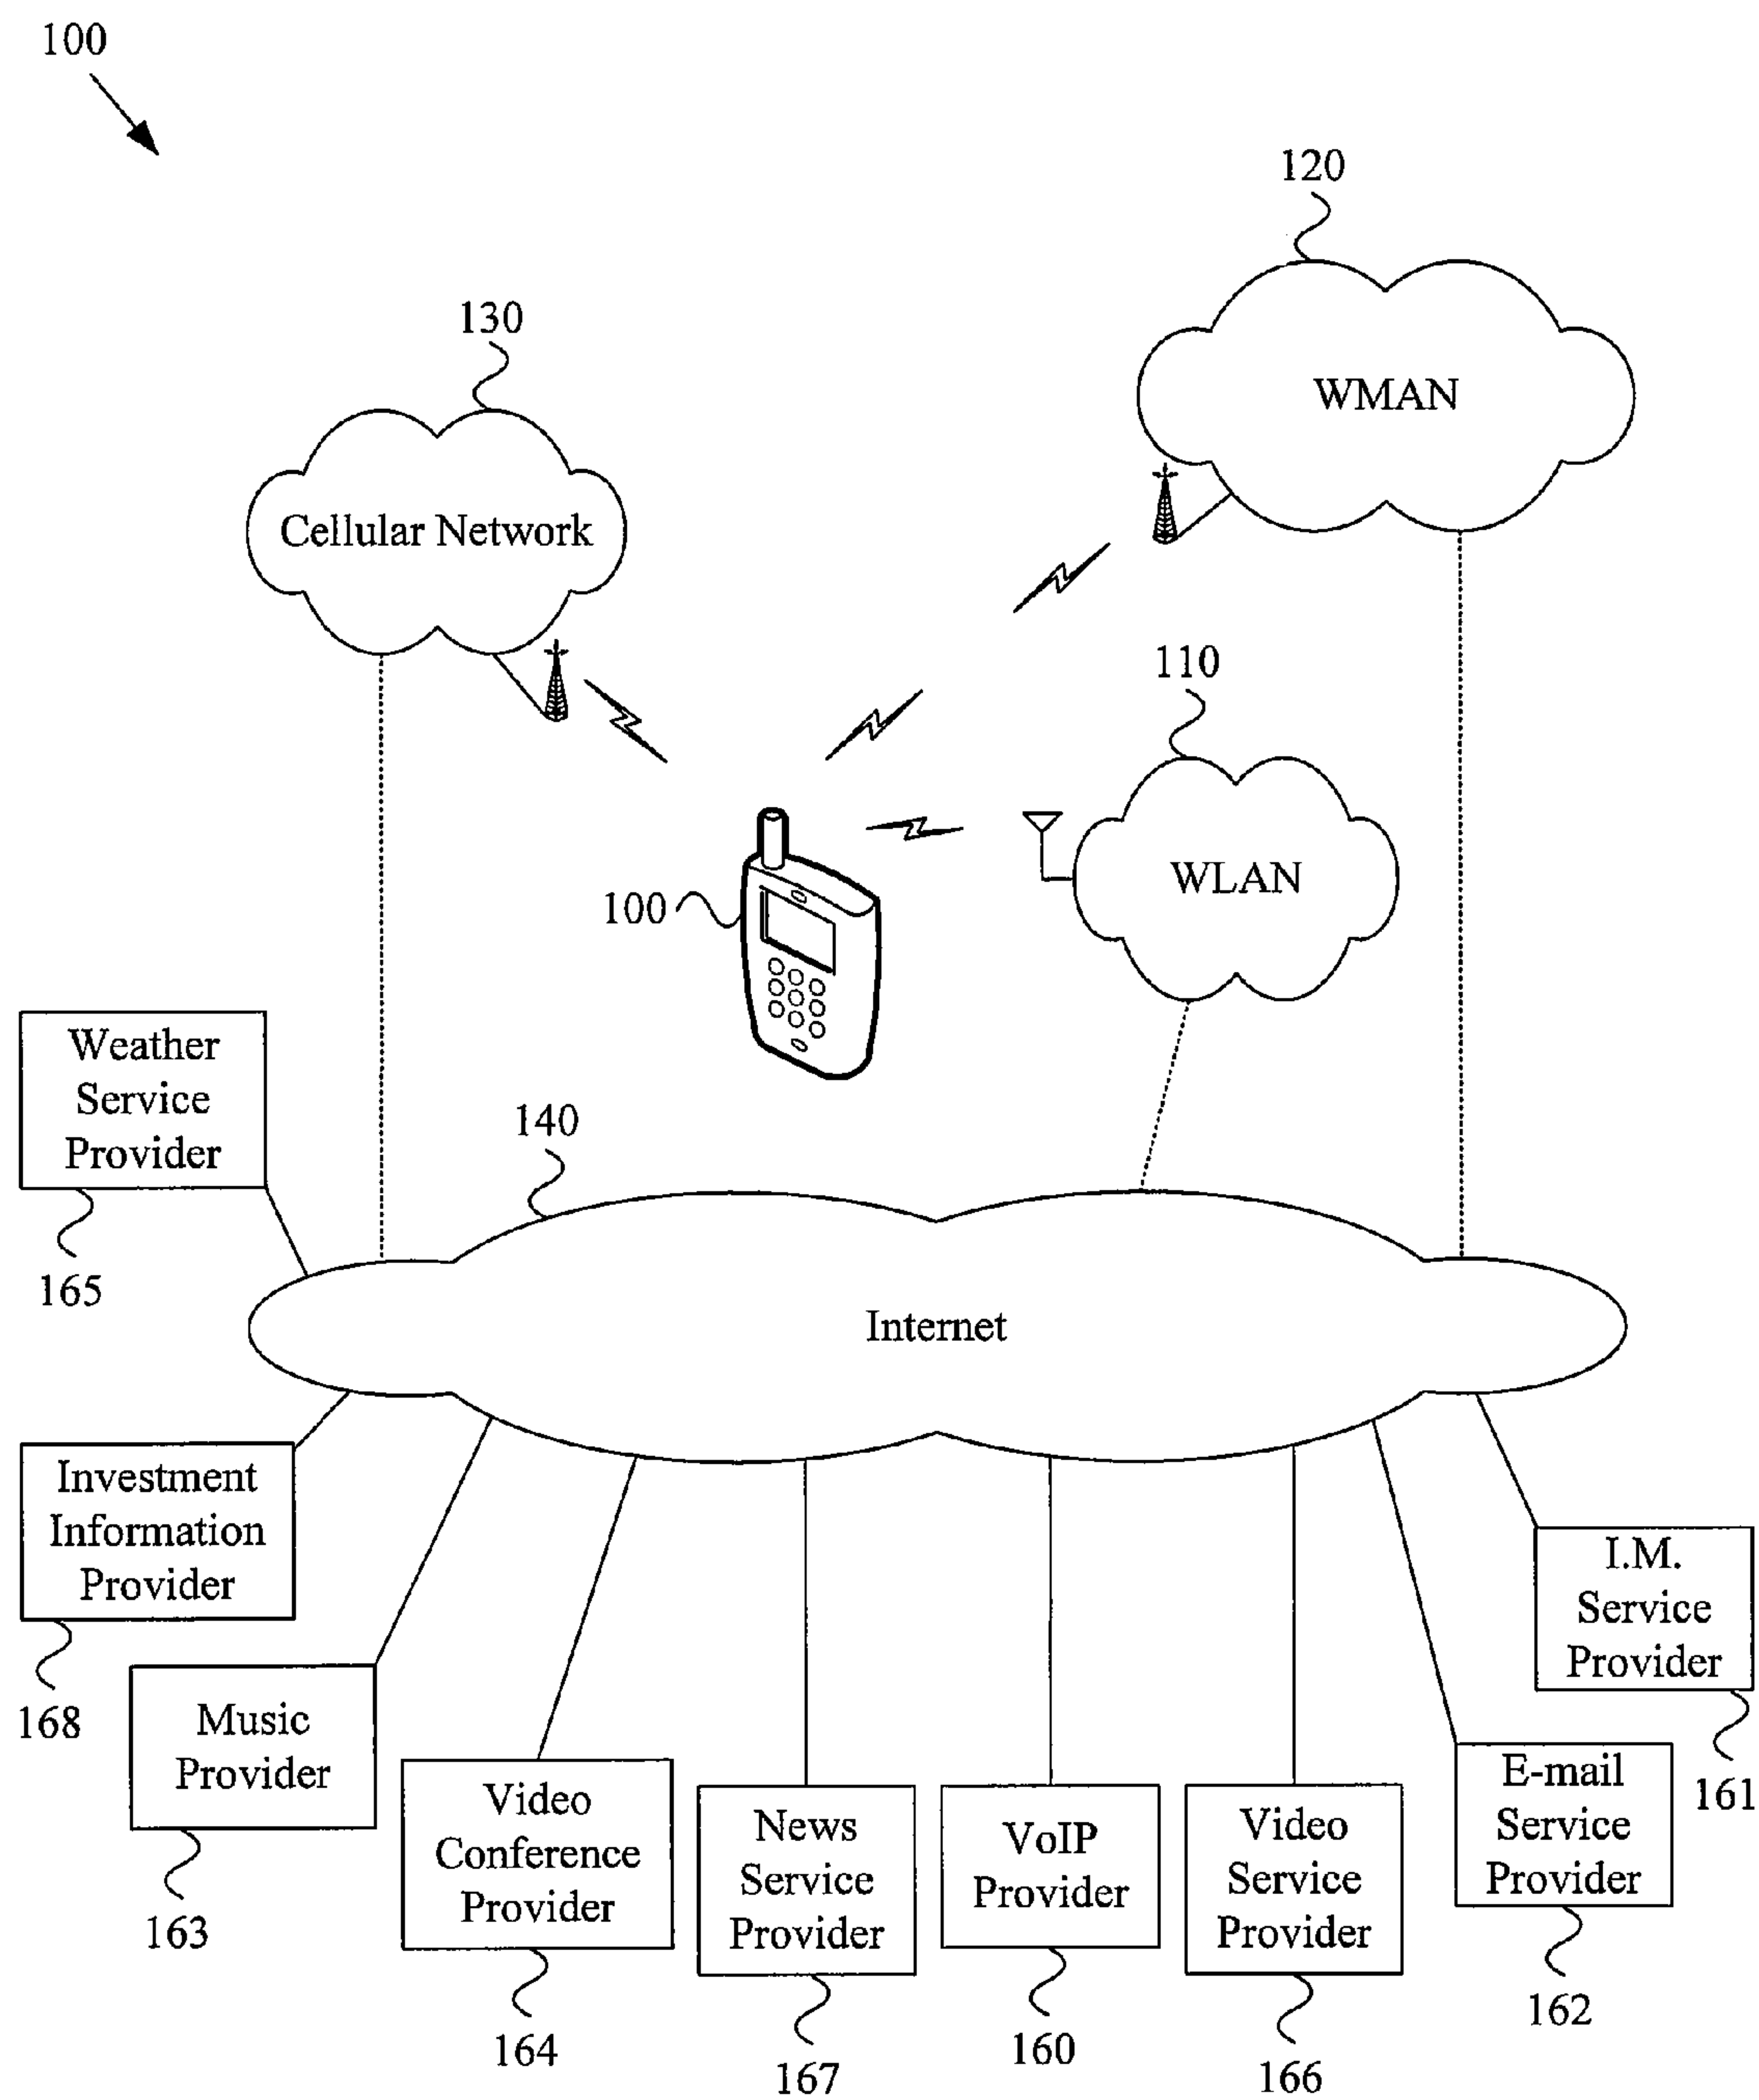 100
120
130
WMAN
Cellular Network
110
WLAN
100
Weather
Service
Provider
140
165
Internet
Investment
Information
Provider
I.M.
Service
Provider
168
Music
Provider
161
E-mail
Service
Provider
Video
Conference
Provider
News
Service
Provider
VoIP
Provider
Video
Service
Provider
163
162
164
167
160
166